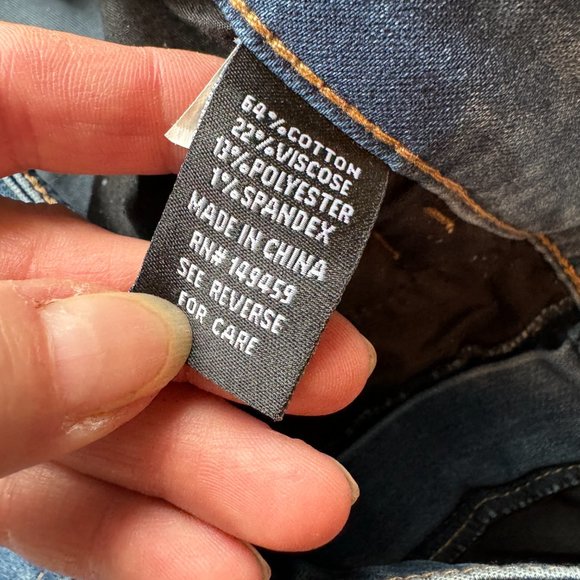 64%COTTON
22%VISCOSE
13%POLYESTER
1%SPANDEX
MADE IN CHINA
RN# 149459
SEE REVERSE
FOR CARE